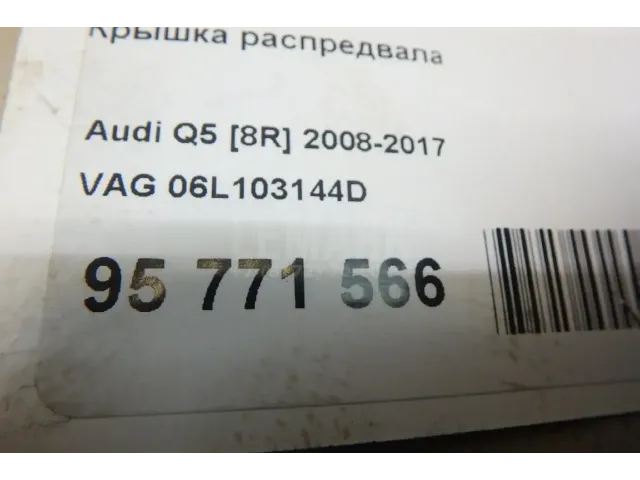 Крышка распредвала
Audi Q5 [8R] 2008-2017
VAG 06L103144D
95 771 566